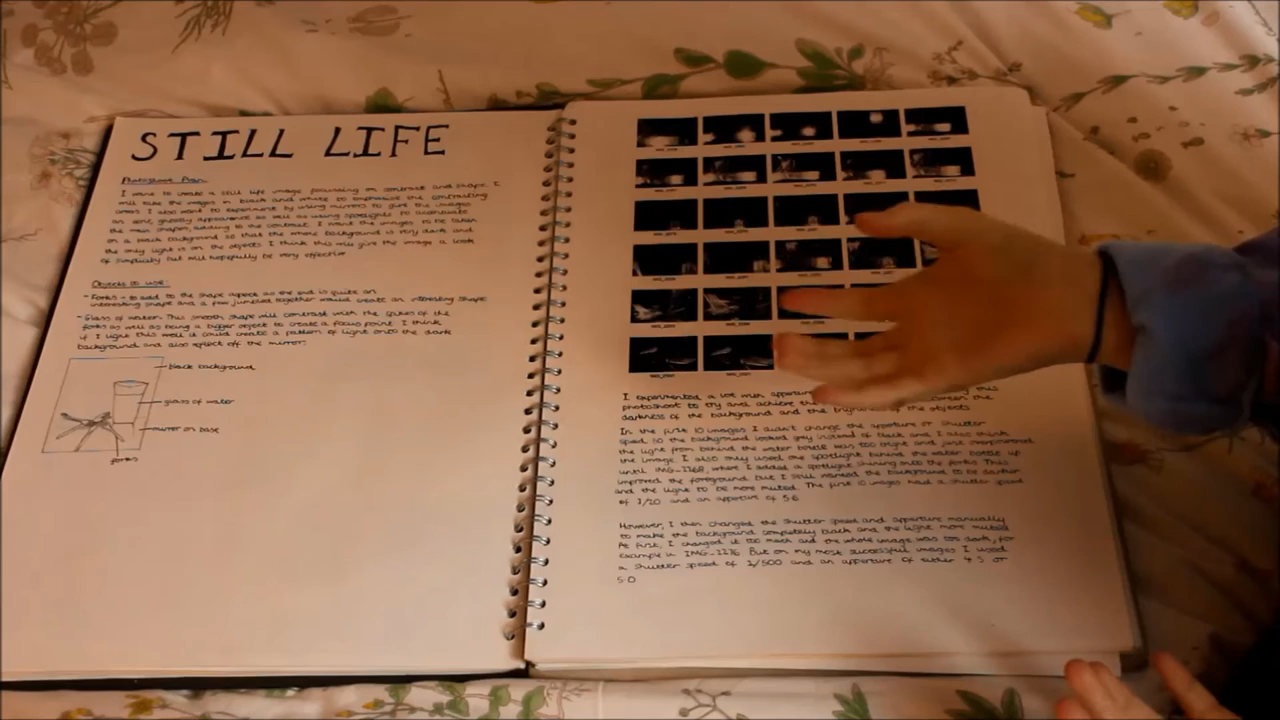 STILL LIFE
Photoshoot Plan:
I want to create a still life image focussing on contrast and shape. I
will take the images in black and white to emphasise the contrasting
areas. I also want to experiment by using mirrors to give the images
an eerie, ghostly appearance as well as using spotlights to accentuate
the main shapes, adding to the contrast. I want the images to be taken
on a black background so that the whole background is very dark and
the only light is on the objects. I think this will give the image a look
of simplicity but will hopefully be very effective.
Objects to use:
- Forks - to add to the shape aspect as the end is quite an
interesting shape and a few jumbled together would create an interesting shape
- Glass of water. This smooth shape will contrast with the spikes of the
forks as well as being a bigger object to create a focus point. I think
if I light this well it could create a pattern of light onto the dark
background and also reflect off the mirror.
black background
glass of water
mirror on base
forks
I experimented a lot with aperture this
photoshoot to try and achieve the between the
darkness of the background and the brightness of the objects
In the first 10 images I didn't change the aperture or shutter
speed so the background looked grey instead of black and I also think
the light from behind the water bottle was too bright and just overpowered
the image. I also only used one spotlight behind the water bottle up
until IMG_2268, where I added a spotlight shining onto the forks. This
improved the foreground but I still wanted the background to be darker
and the light to be more muted. The first 10 images had a shutter speed
of 1/20 and an aperture of 5.6
However, I then changed the shutter speed and aperture manually
to make the background completely black and the light more muted.
At first, I changed it too much and the whole image was too dark, for
example in IMG_2276. But on my most successful images I used
a shutter speed of 1/500 and an aperture of either 4.5 or
5.0